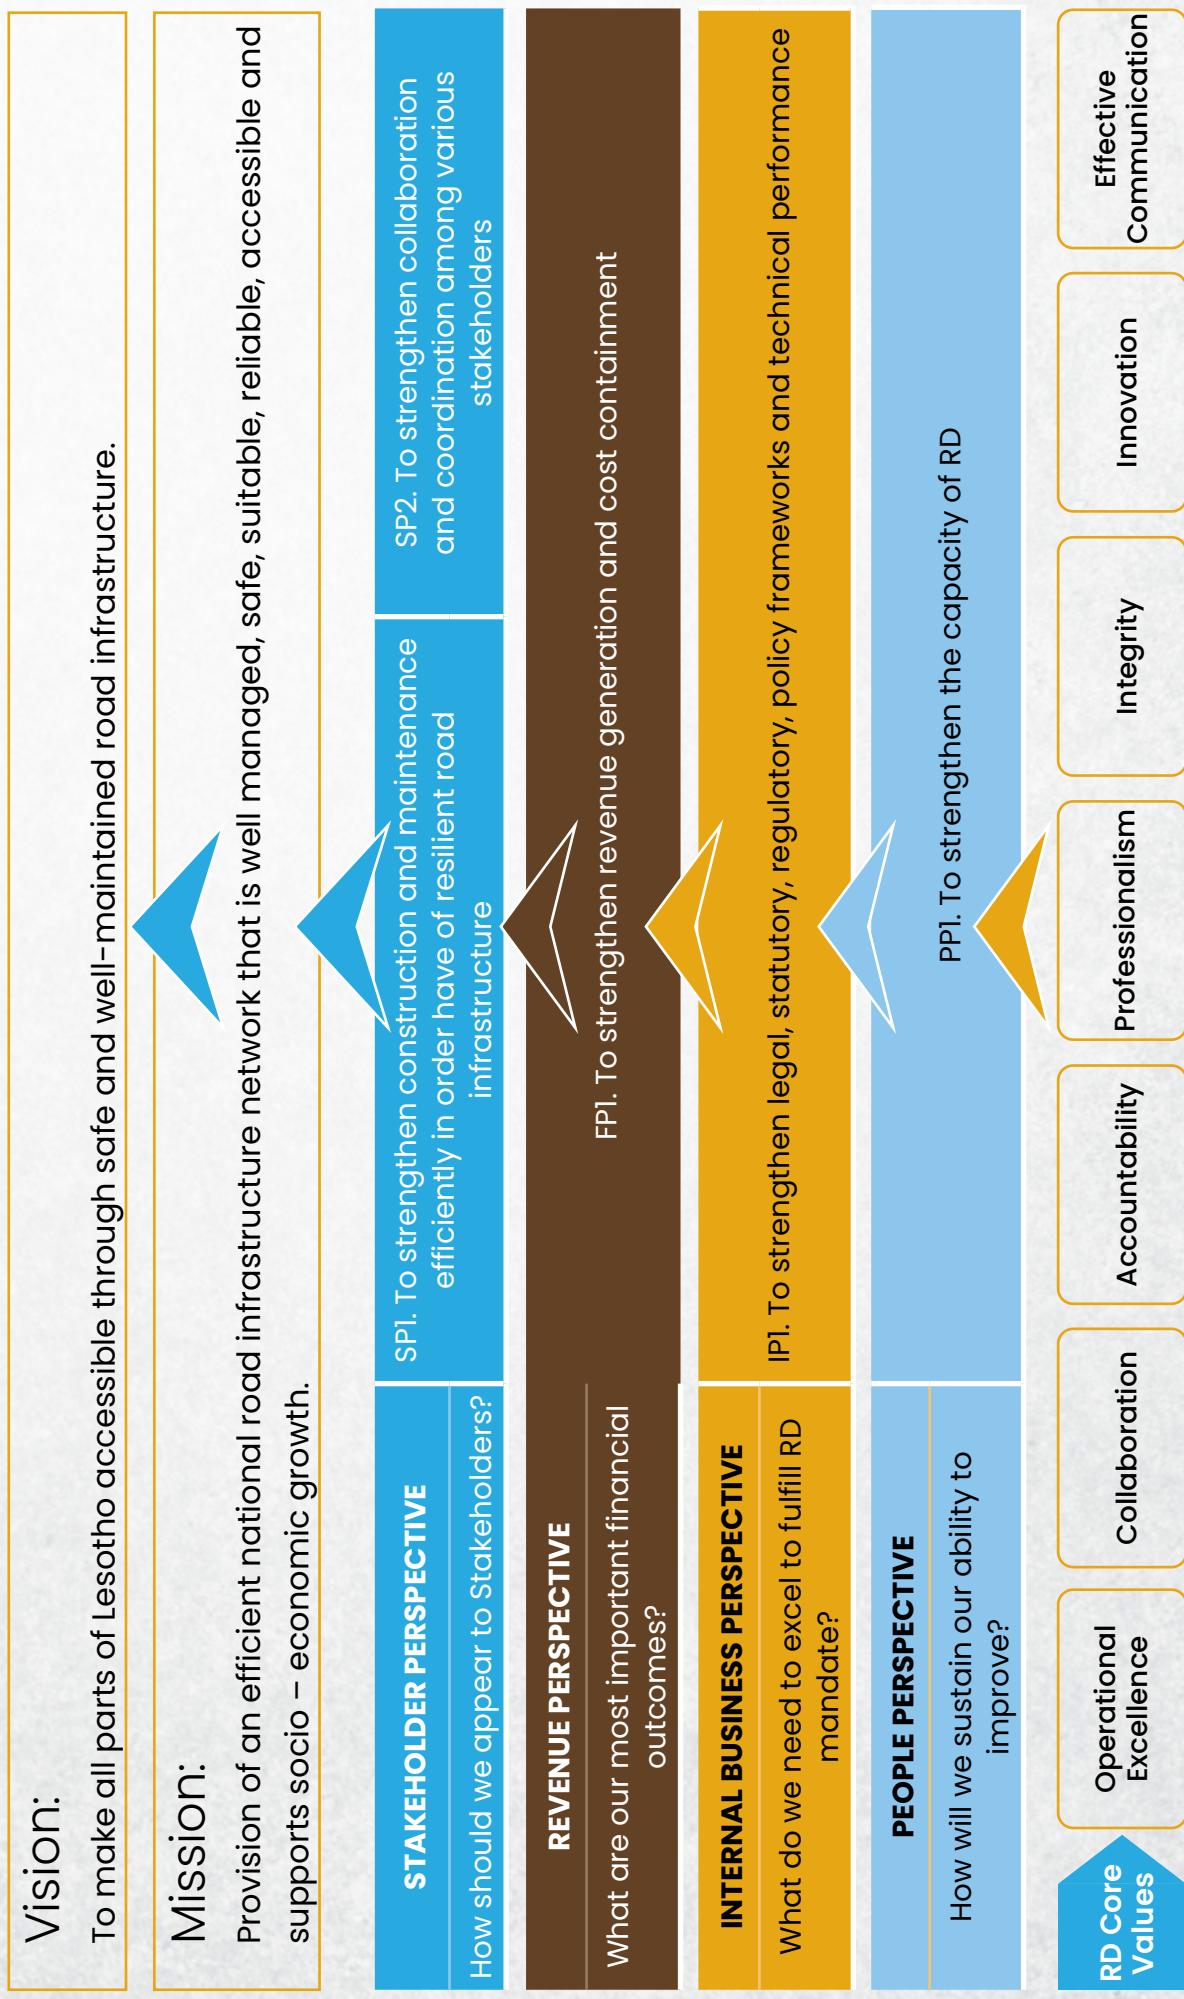 Vision:
To make all parts of Lesotho accessible through safe and well-maintained road infrastructure.
Mission:
Provision of an efficient national road infrastructure network that is well managed, safe, suitable, reliable, accessible and
supports socio – economic growth.
STAKEHOLDER PERSPECTIVE
How should we appear to Stakeholders?
SP1. To strengthen construction and maintenance
efficiently in order have of resilient road
infrastructure
SP2. To strengthen collaboration
and coordination among various
stakeholders
REVENUE PERSPECTIVE
What are our most important financial
outcomes?
FP1. To strengthen revenue generation and cost containment
INTERNAL BUSINESS PERSPECTIVE
What do we need to excel to fulfill RD
mandate?
IP1. To strengthen legal, statutory, regulatory, policy frameworks and technical performance
PEOPLE PERSPECTIVE
How will we sustain our ability to
improve?
PP1. To strengthen the capacity of RD
RD Core
Values
Operational
Excellence
Collaboration
Accountability
Professionalism
Integrity
Innovation
Effective
Communication